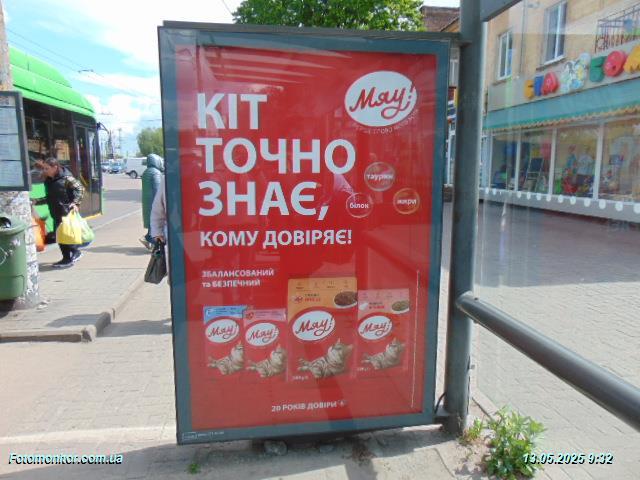 Мяу!
КІТ
ТОЧНО
ЗНАЄ,
КОМУ ДОВІРЯЄ!
таурин
білок
жири
ЗБАЛАНСОВАНИЙ
та БЕЗПЕЧНИЙ
Мяу!
Мяу!
Мяу!
Мяу!
20 РОКІВ ДОВІРИ
Fotomonitor.com.ua
13.05.2025 9:32